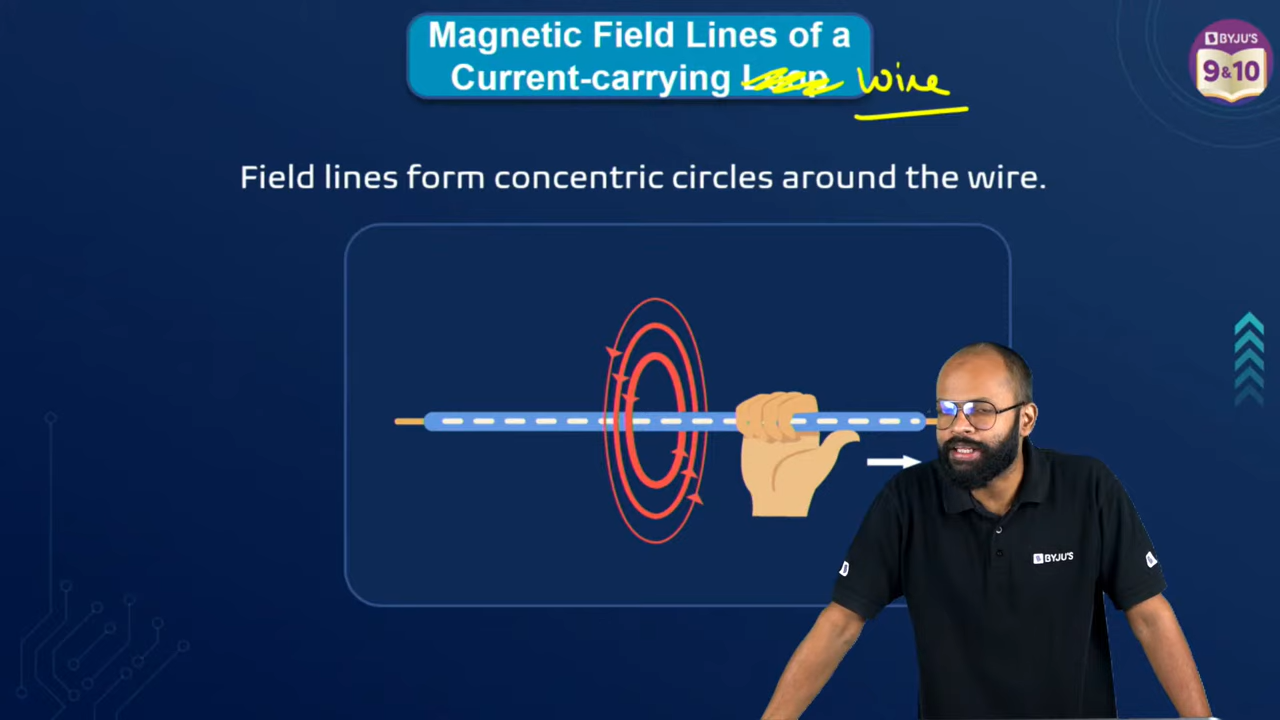 Magnetic Field Lines of a
Current-carrying Loop wire
BYJU'S
9&10
Field lines form concentric circles around the wire.
BYJU'S